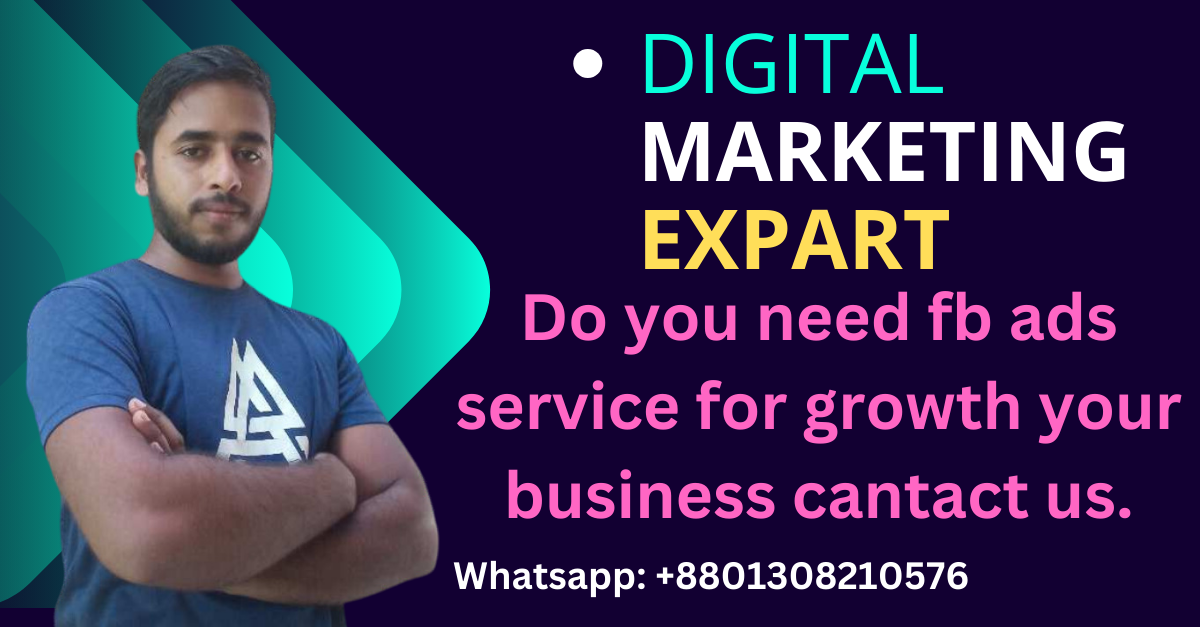 • DIGITAL
MARKETING
EXPART
Do you need fb ads
service for growth your
business cantact us.
Whatsapp: +8801308210576